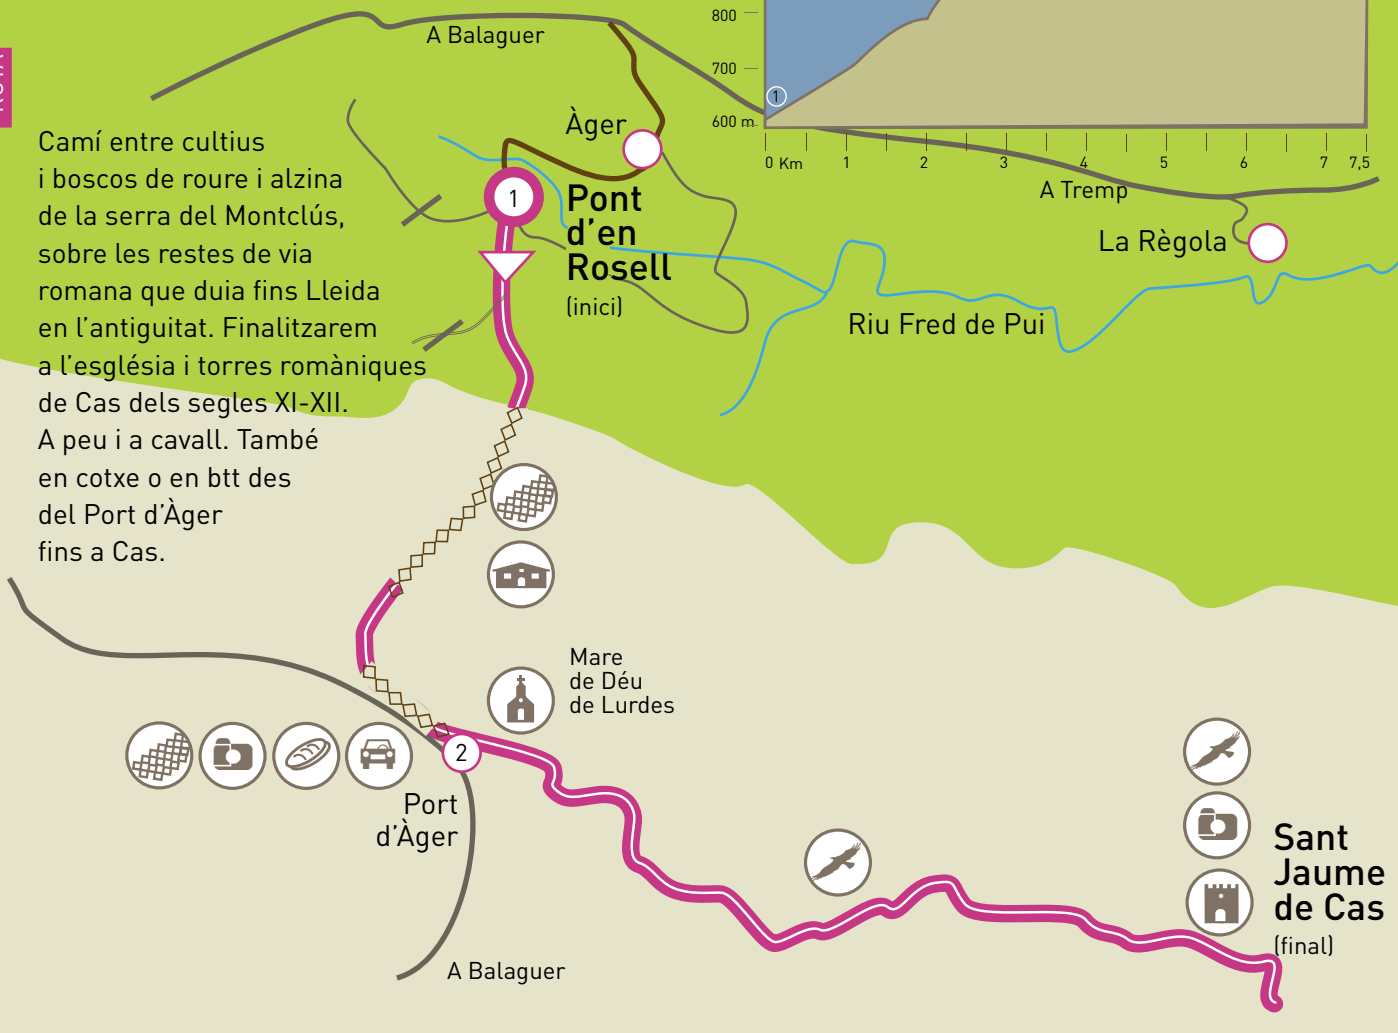 A Balaguer
800
700
600 m.
1
0 Km 1 2 3 4 5 6 7 7,5
Camí entre cultius
i boscos de roure i alzina
de la serra del Montclús,
sobre les restes de via
romana que duia fins Lleida
en l’antiguitat. Finalitzarem
a l’església i torres romàniques
de Cas dels segles XI-XII.
A peu i a cavall. També
en cotxe o en btt des
del Port d’Àger
fins a Cas.
Àger
1
Pont
d’en
Rosell
(inici)
A Tremp
La Règola
Riu Fred de Pui
Mare
de Déu
de Lurdes
2
Port
d’Àger
A Balaguer
Sant
Jaume
de Cas
(final)